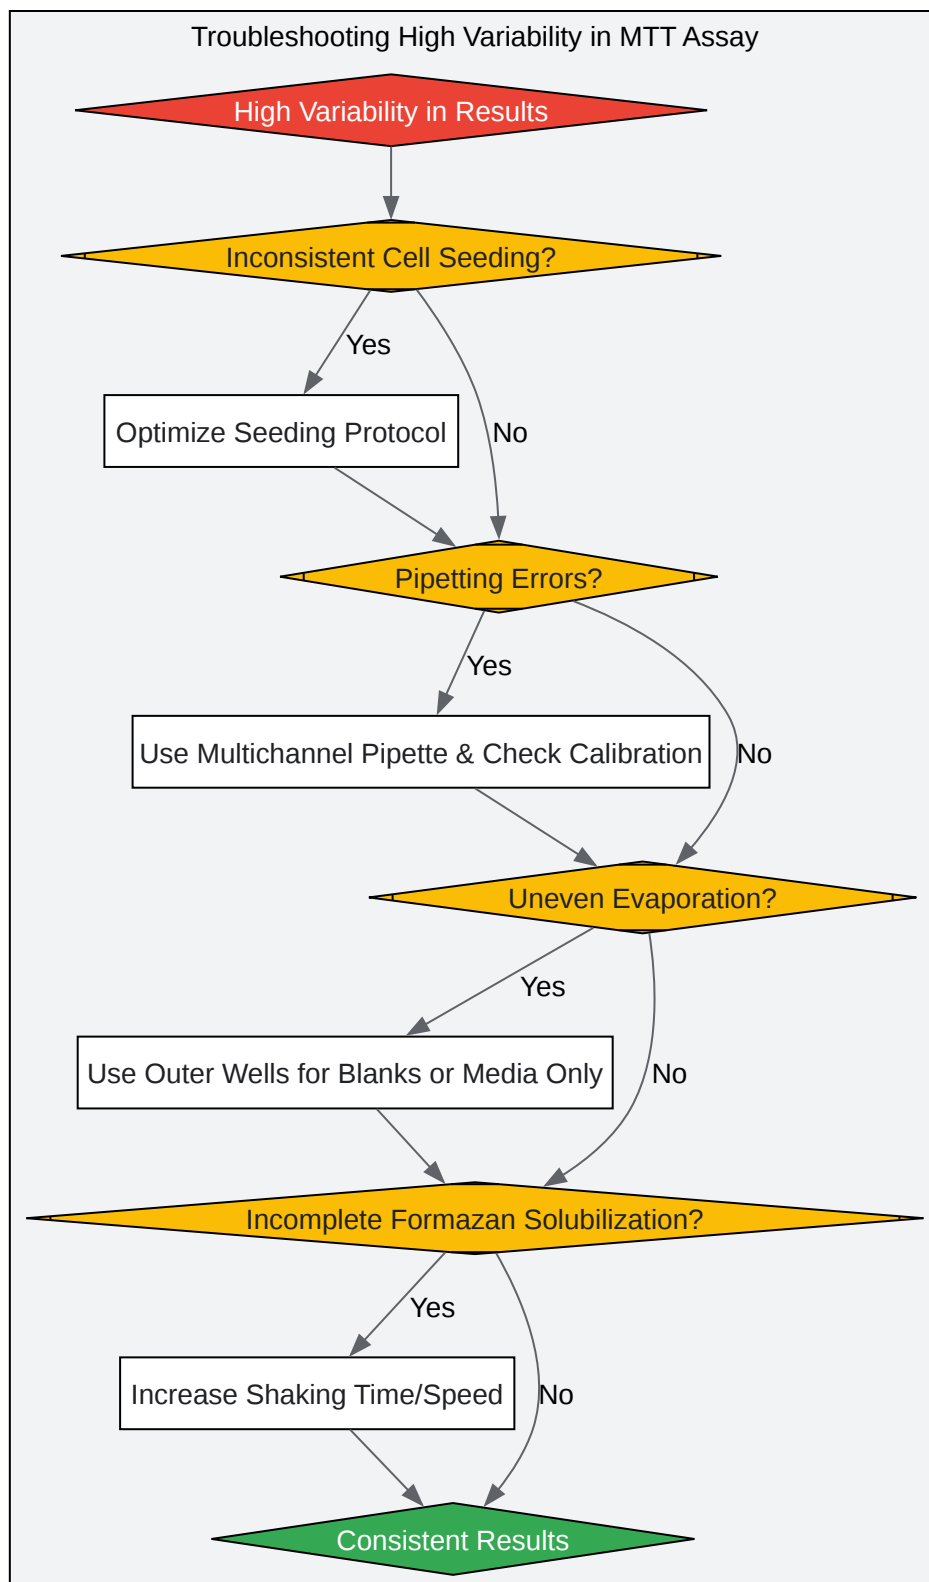 Troubleshooting High Variability in MTT Assay
High Variability in Results
Inconsistent Cell Seeding?
Yes
Optimize Seeding Protocol
No
Pipetting Errors?
Yes
Use Multichannel Pipette & Check Calibration
No
Uneven Evaporation?
Yes
Use Outer Wells for Blanks or Media Only
No
Incomplete Formazan Solubilization?
Yes
Increase Shaking Time/Speed
No
Consistent Results